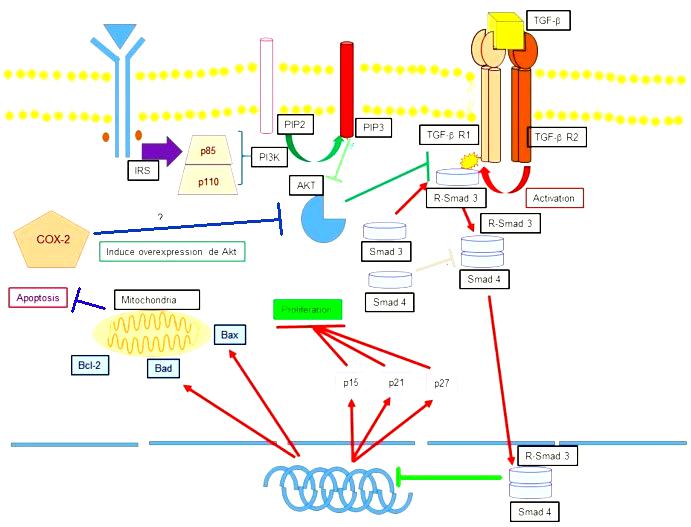 TGF-β
PIP2
PIP3
TGF-β R1
TGF-β R2
p85
PI3K
IRS
p110
AKT
R-Smad 3
Activation
?
R-Smad 3
COX-2
Induce overexpression de Akt
Smad 3
Smad 4
Smad 4
Apoptosis
Mitochondria
Proliferation
Bax
Bcl-2
Bad
p15
p21
p27
R-Smad.3
Smad 4